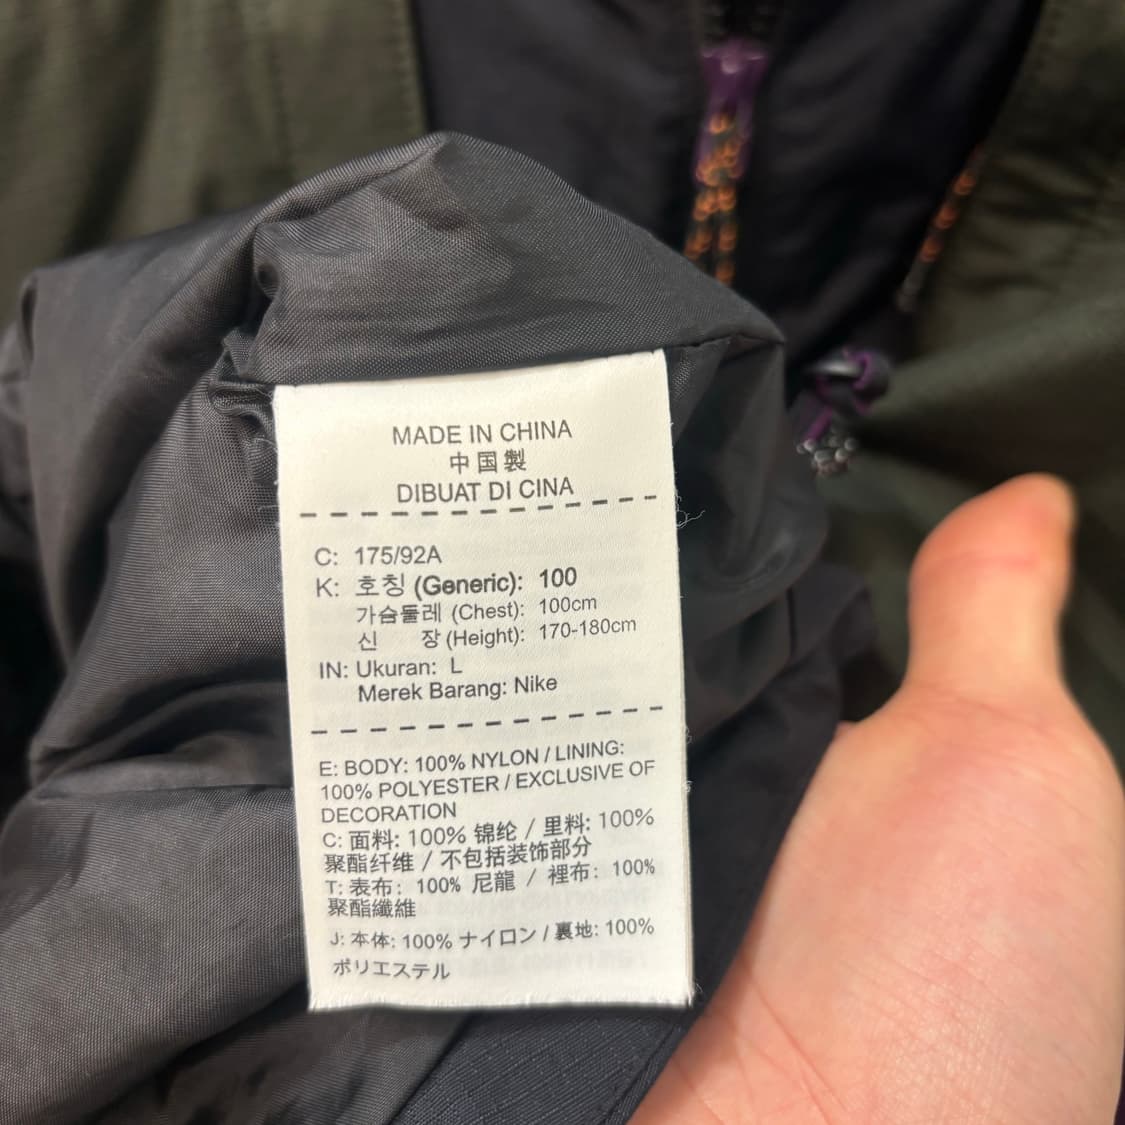 MADE IN CHINA
中国製
DIBUAT DI CINA
C: 175/92A
K: 호칭 (Generic): 100
가슴둘레 (Chest): 100cm
신 장 (Height): 170-180cm
IN: Ukuran: L
Merek Barang: Nike
E: BODY: 100% NYLON / LINING:
100% POLYESTER / EXCLUSIVE OF
DECORATION
C: 面料: 100% 锦纶 / 里料: 100%
聚酯纤维 / 不包括装饰部分
T: 表布: 100% 尼龍 / 裡布: 100%
聚酯纖維
J: 本体: 100% ナイロン / 裏地: 100%
ポリエステル